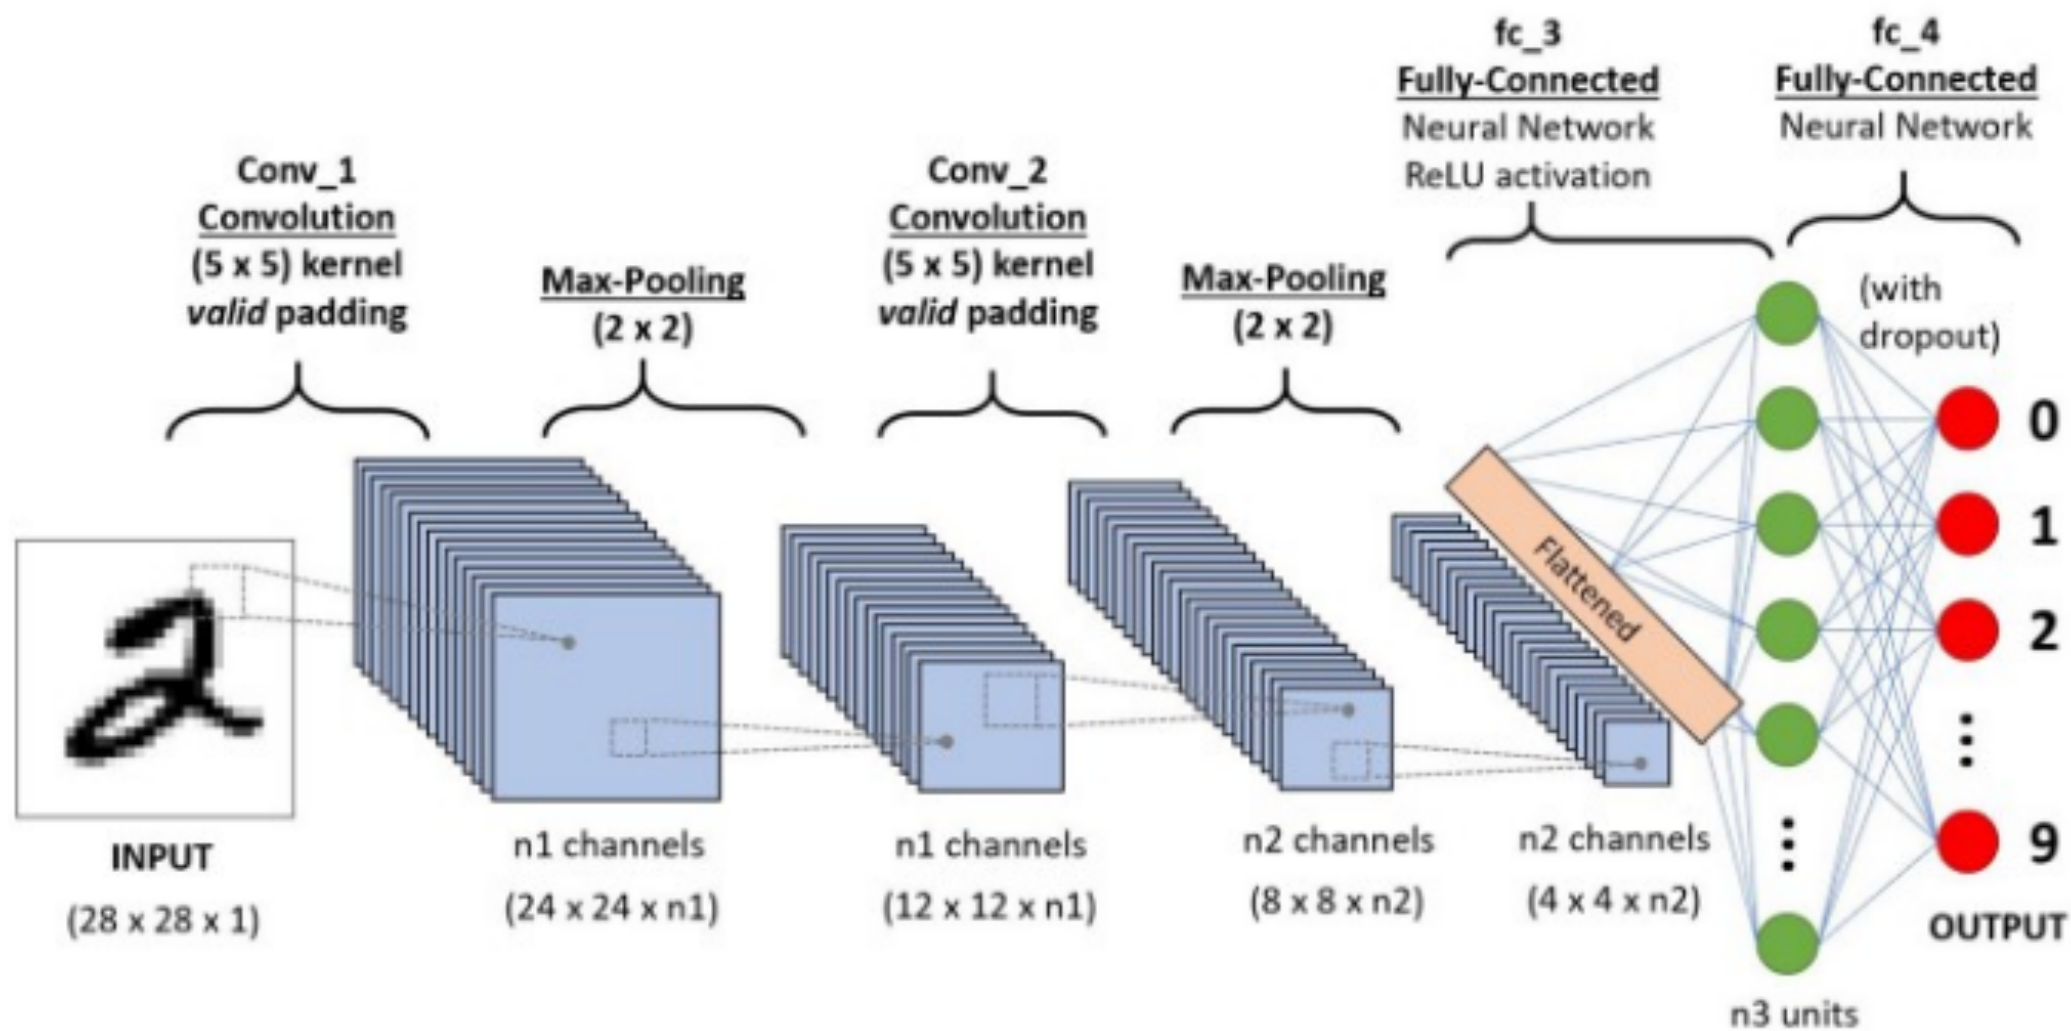 Conv_1
Convolution
(5 x 5) kernel
valid padding
Max-Pooling
(2 x 2)
Conv_2
Convolution
(5 x 5) kernel
valid padding
Max-Pooling
(2 x 2)
fc_3
Fully-Connected
Neural Network
ReLU activation
fc_4
Fully-Connected
Neural Network
(with
dropout)
Flattened
0
1
2
9
INPUT
(28 x 28 x 1)
n1 channels
(24 x 24 x n1)
n1 channels
(12 x 12 x n1)
n2 channels
(8 x 8 x n2)
n2 channels
(4 x 4 x n2)
n3 units
OUTPUT